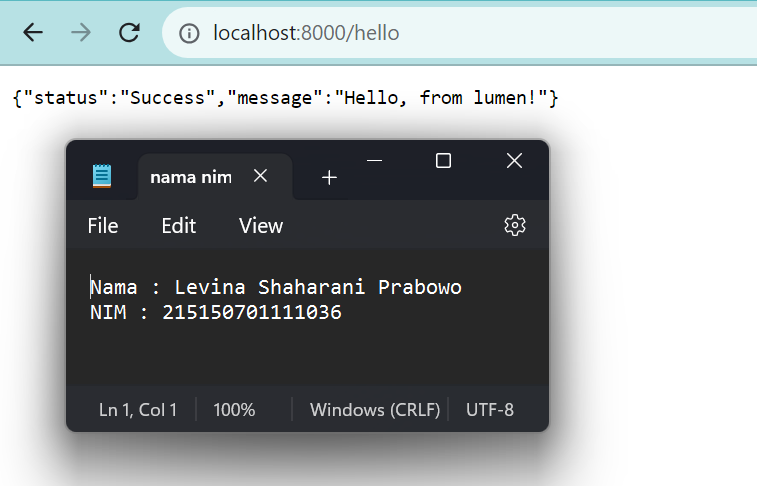 localhost:8000/hello
{"status":"Success","message":"Hello, from lumen!"}
nama nim
File Edit View
Nama : Levina Shaharani Prabowo
NIM : 215150701111036
Ln 1, Col 1 100% Windows (CRLF) UTF-8